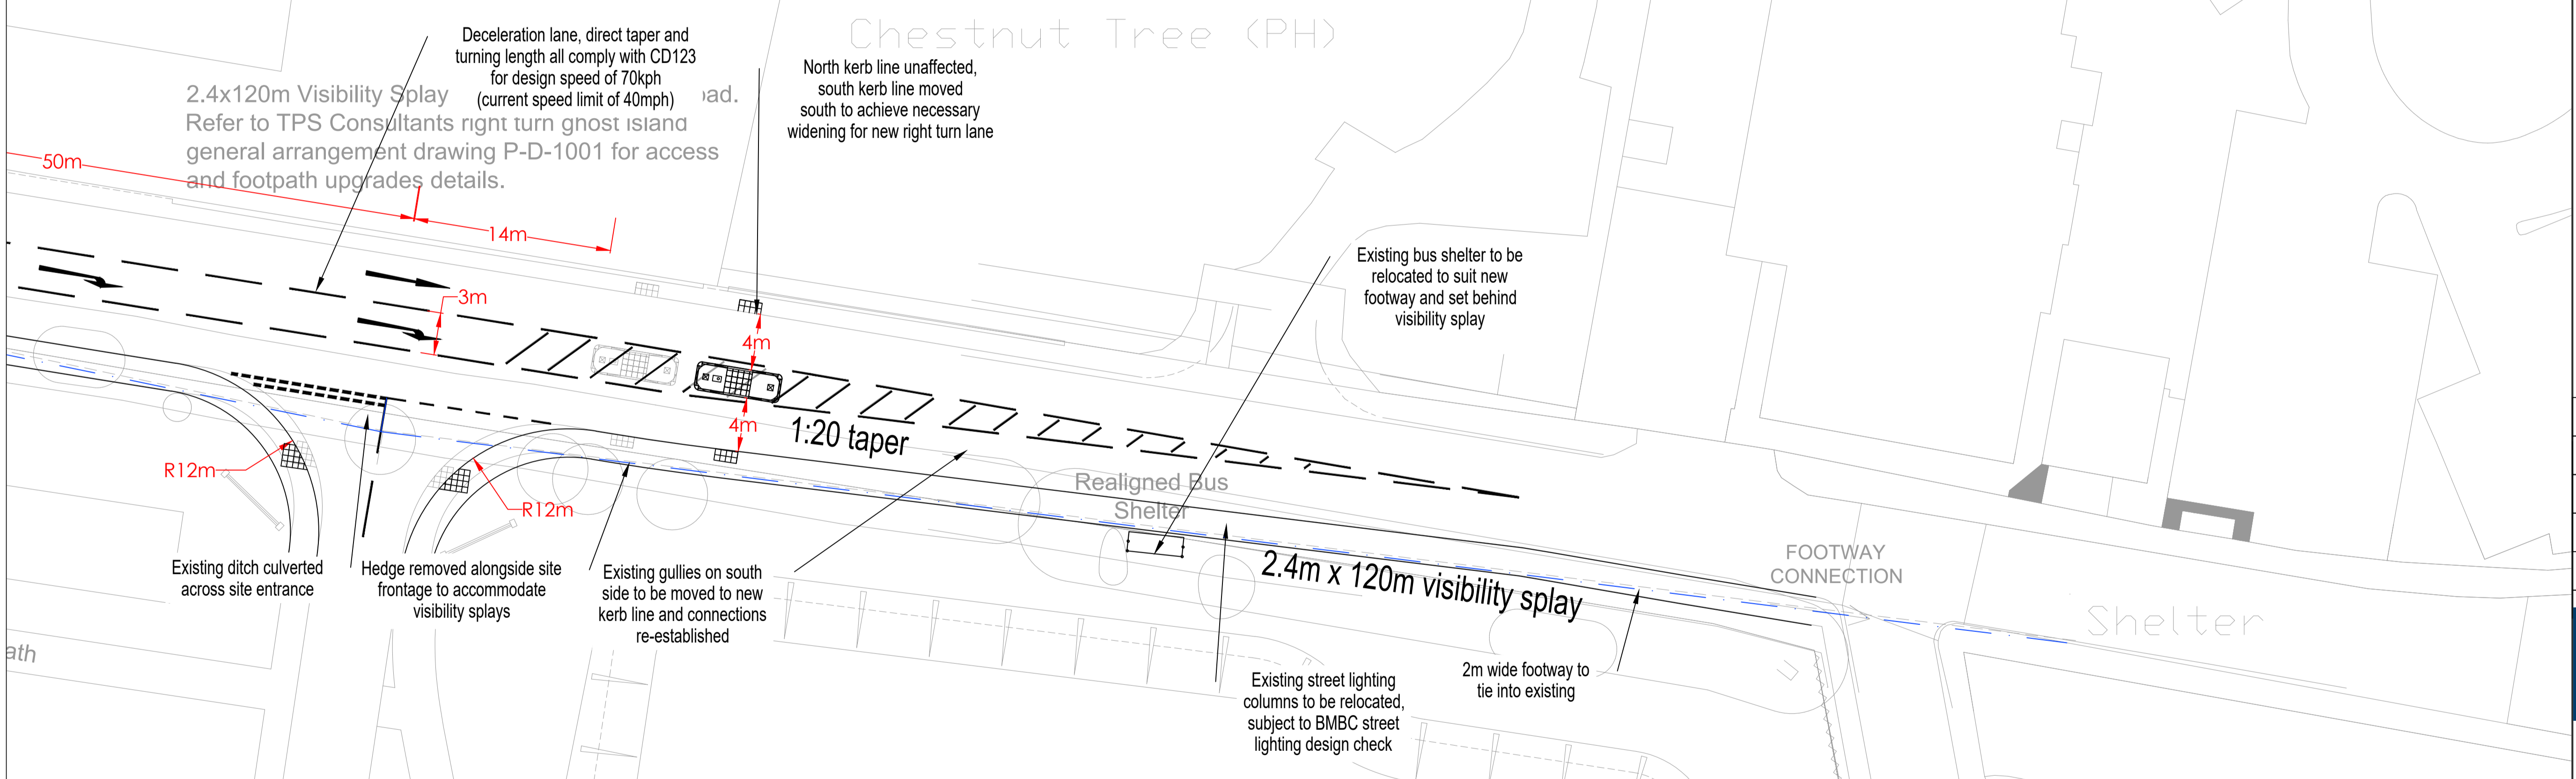 Chestnut Tree (PH)
Deceleration lane, direct taper and
turning length all comply with CD123
for design speed of 70kph
(current speed limit of 40mph)
2.4x120m Visibility Splay
oad.
Refer to TPS Consultants right turn ghost island
general arrangement drawing P-D-1001 for access
and footpath upgrades details.
North kerb line unaffected,
south kerb line moved
south to achieve necessary
widening for new right turn lane
50m
14m
3m
4m
4m
1:20 taper
Existing bus shelter to be
relocated to suit new
footway and set behind
visibility splay
R12m
R12m
Realigned Bus
Shelter
2.4m x 120m visibility splay
FOOTWAY
CONNECTION
Shelter
Existing ditch culverted
across site entrance
Hedge removed alongside site
frontage to accommodate
visibility splays
Existing gullies on south
side to be moved to new
kerb line and connections
re-established
Existing street lighting
columns to be relocated,
subject to BMBC street
lighting design check
2m wide footway to
tie into existing
ath